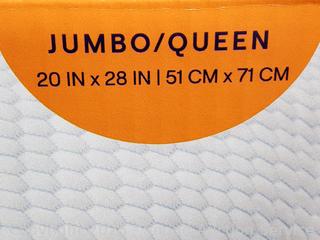 JUMBO/QUEEN
20 IN x 28 IN | 51 CM x 71 CM